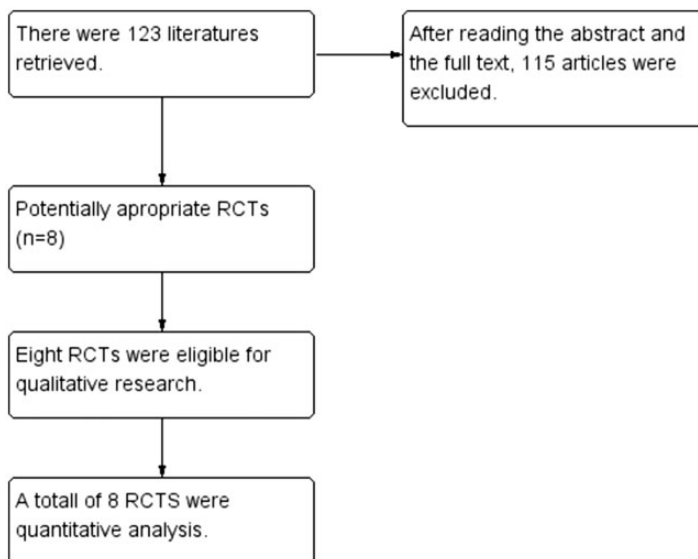 There were 123 literatures
retrieved.
After reading the abstract and
the full text, 115 articles were
excluded.
Potentially apropriate RCTs
(n=8)
Eight RCTs were eligible for
qualitative research.
A totall of 8 RCTS were
quantitative analysis.